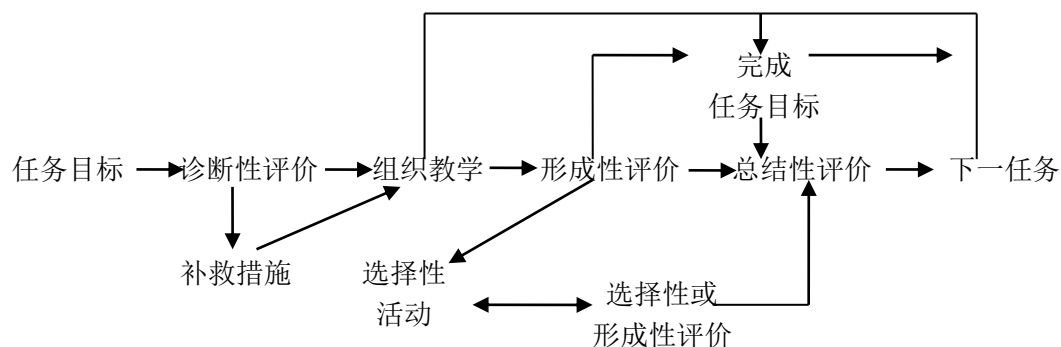 完成
任务目标
任务目标
诊断性评价
组织教学
形成性评价
总结性评价
下一任务
补救措施
选择性
活动
选择性或
形成性评价